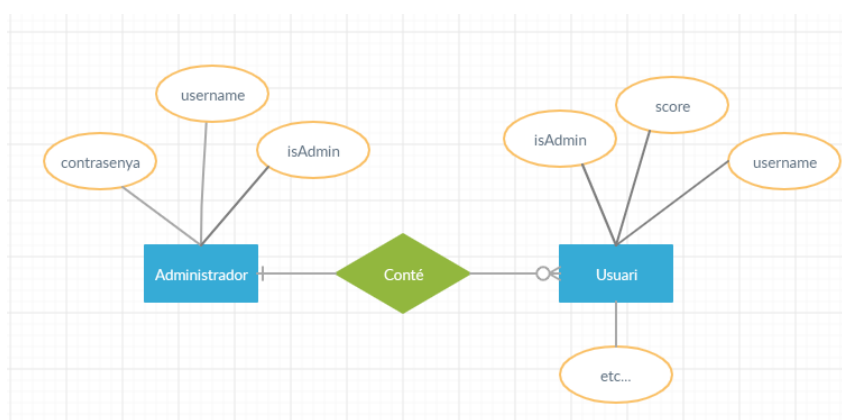 username
contrasenya
isAdmin
isAdmin
score
username
Administrador
Conté
Usuari
etc...